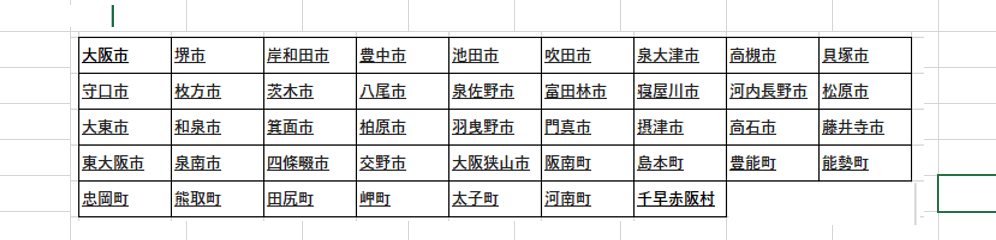 大阪市 堺市 岸和田市 豊中市 池田市 吹田市 泉大津市 高槻市 貝塚市
守口市 枚方市 茨木市 八尾市 泉佐野市 富田林市 寝屋川市 河内長野市 松原市
大東市 和泉市 箕面市 柏原市 羽曳野市 門真市 摂津市 高石市 藤井寺市
東大阪市 泉南市 四條畷市 交野市 大阪狭山市 阪南町 島本町 豊能町 能勢町
忠岡町 熊取町 田尻町 岬町 太子町 河南町 千早赤阪村